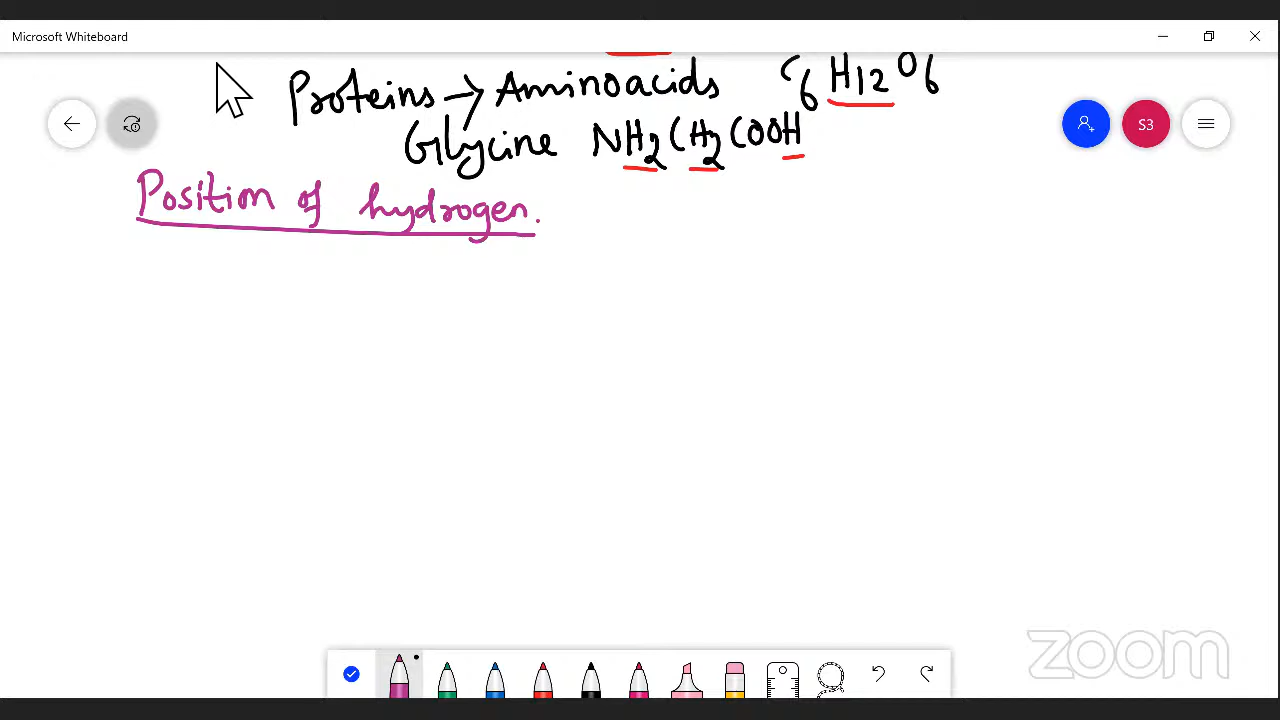 Microsoft Whiteboard
Proteins → Aminoacids C6H12O6
Glycine NH2CH2COOH
Position of hydrogen.
S3
zoom